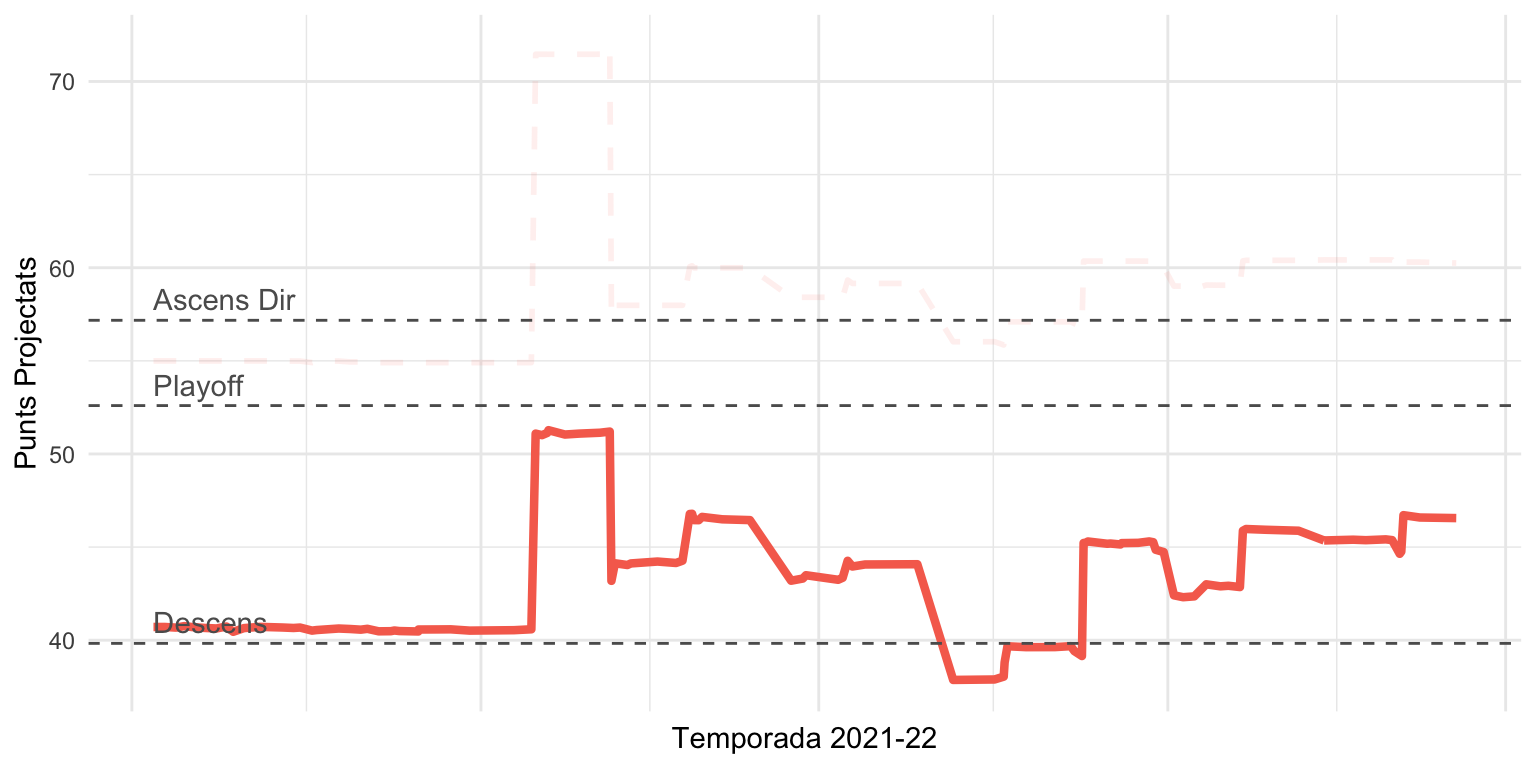 70
60
50
40
Punts Projectats
Ascens Dir
Playoff
Descens
Temporada 2021-22